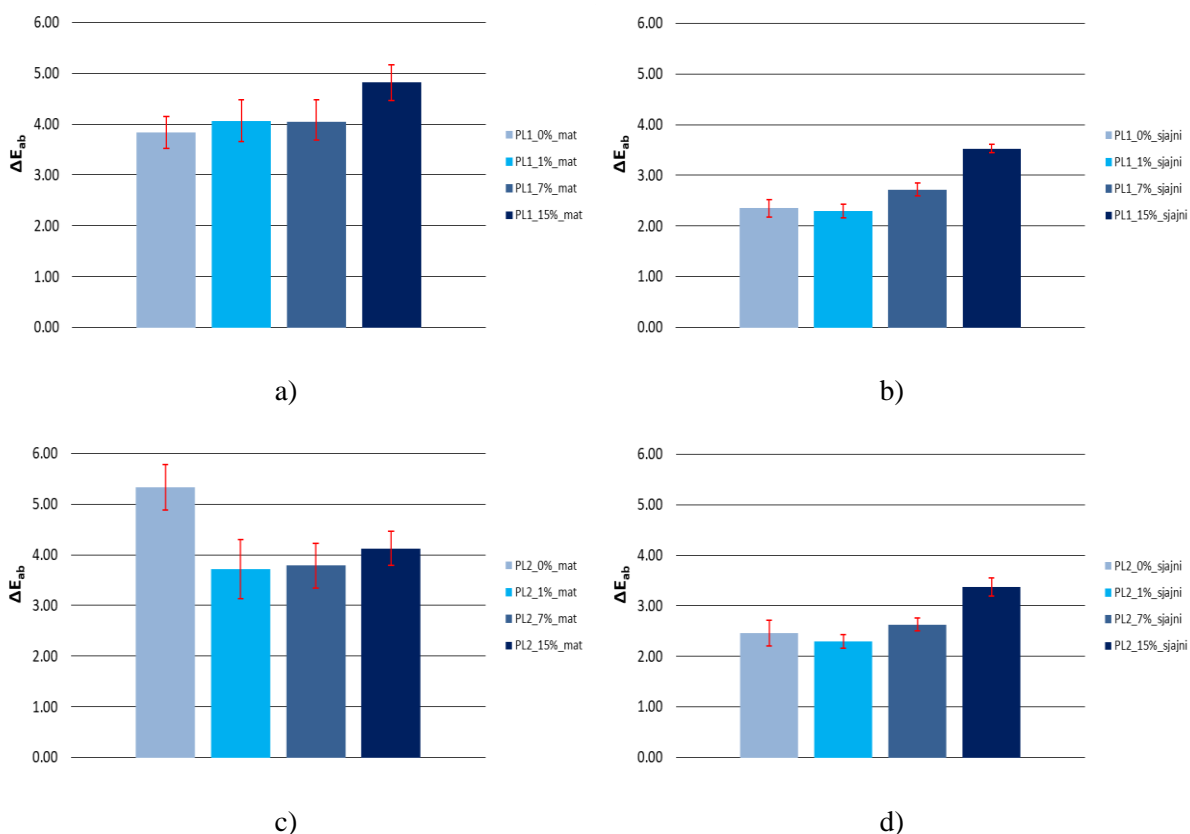 6.00
5.00
4.00
3.00
2.00
1.00
0.00
ΔEab
PL1_0%_mat
PL1_1%_mat
PL1_7%_mat
PL1_15%_mat
a)
6.00
5.00
4.00
3.00
2.00
1.00
0.00
ΔEab
PL1_0%_sjajni
PL1_1%_sjajni
PL1_7%_sjajni
PL1_15%_sjajni
b)
6.00
5.00
4.00
3.00
2.00
1.00
0.00
ΔEab
PL2_0%_mat
PL2_1%_mat
PL2_7%_mat
PL2_15%_mat
c)
6.00
5.00
4.00
3.00
2.00
1.00
0.00
ΔEab
PL2_0%_sjajni
PL2_1%_sjajni
PL2_7%_sjajni
PL2_15%_sjajni
d)